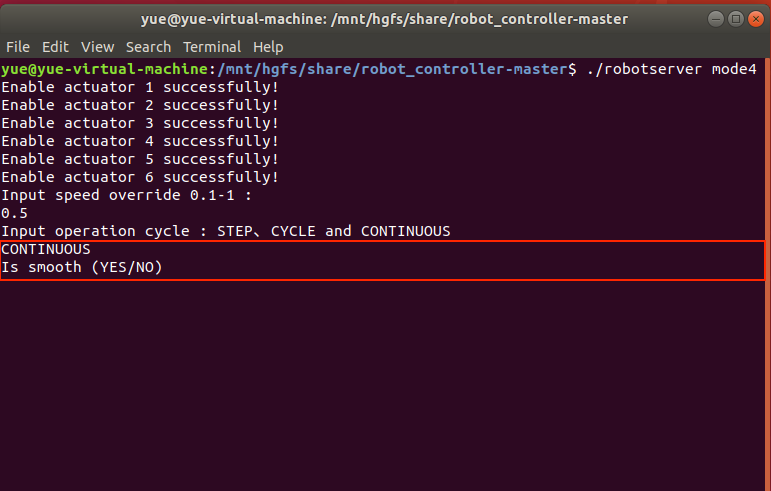 yue@yue-virtual-machine: /mnt/hgfs/share/robot_controller-master
File Edit View Search Terminal Help
yue@yue-virtual-machine:/mnt/hgfs/share/robot_controller-master$ ./robotserver mode4
Enable actuator 1 successfully!
Enable actuator 2 successfully!
Enable actuator 3 successfully!
Enable actuator 4 successfully!
Enable actuator 5 successfully!
Enable actuator 6 successfully!
Input speed override 0.1-1 :
0.5
Input operation cycle : STEP、CYCLE and CONTINUOUS
CONTINUOUS
Is smooth (YES/NO)